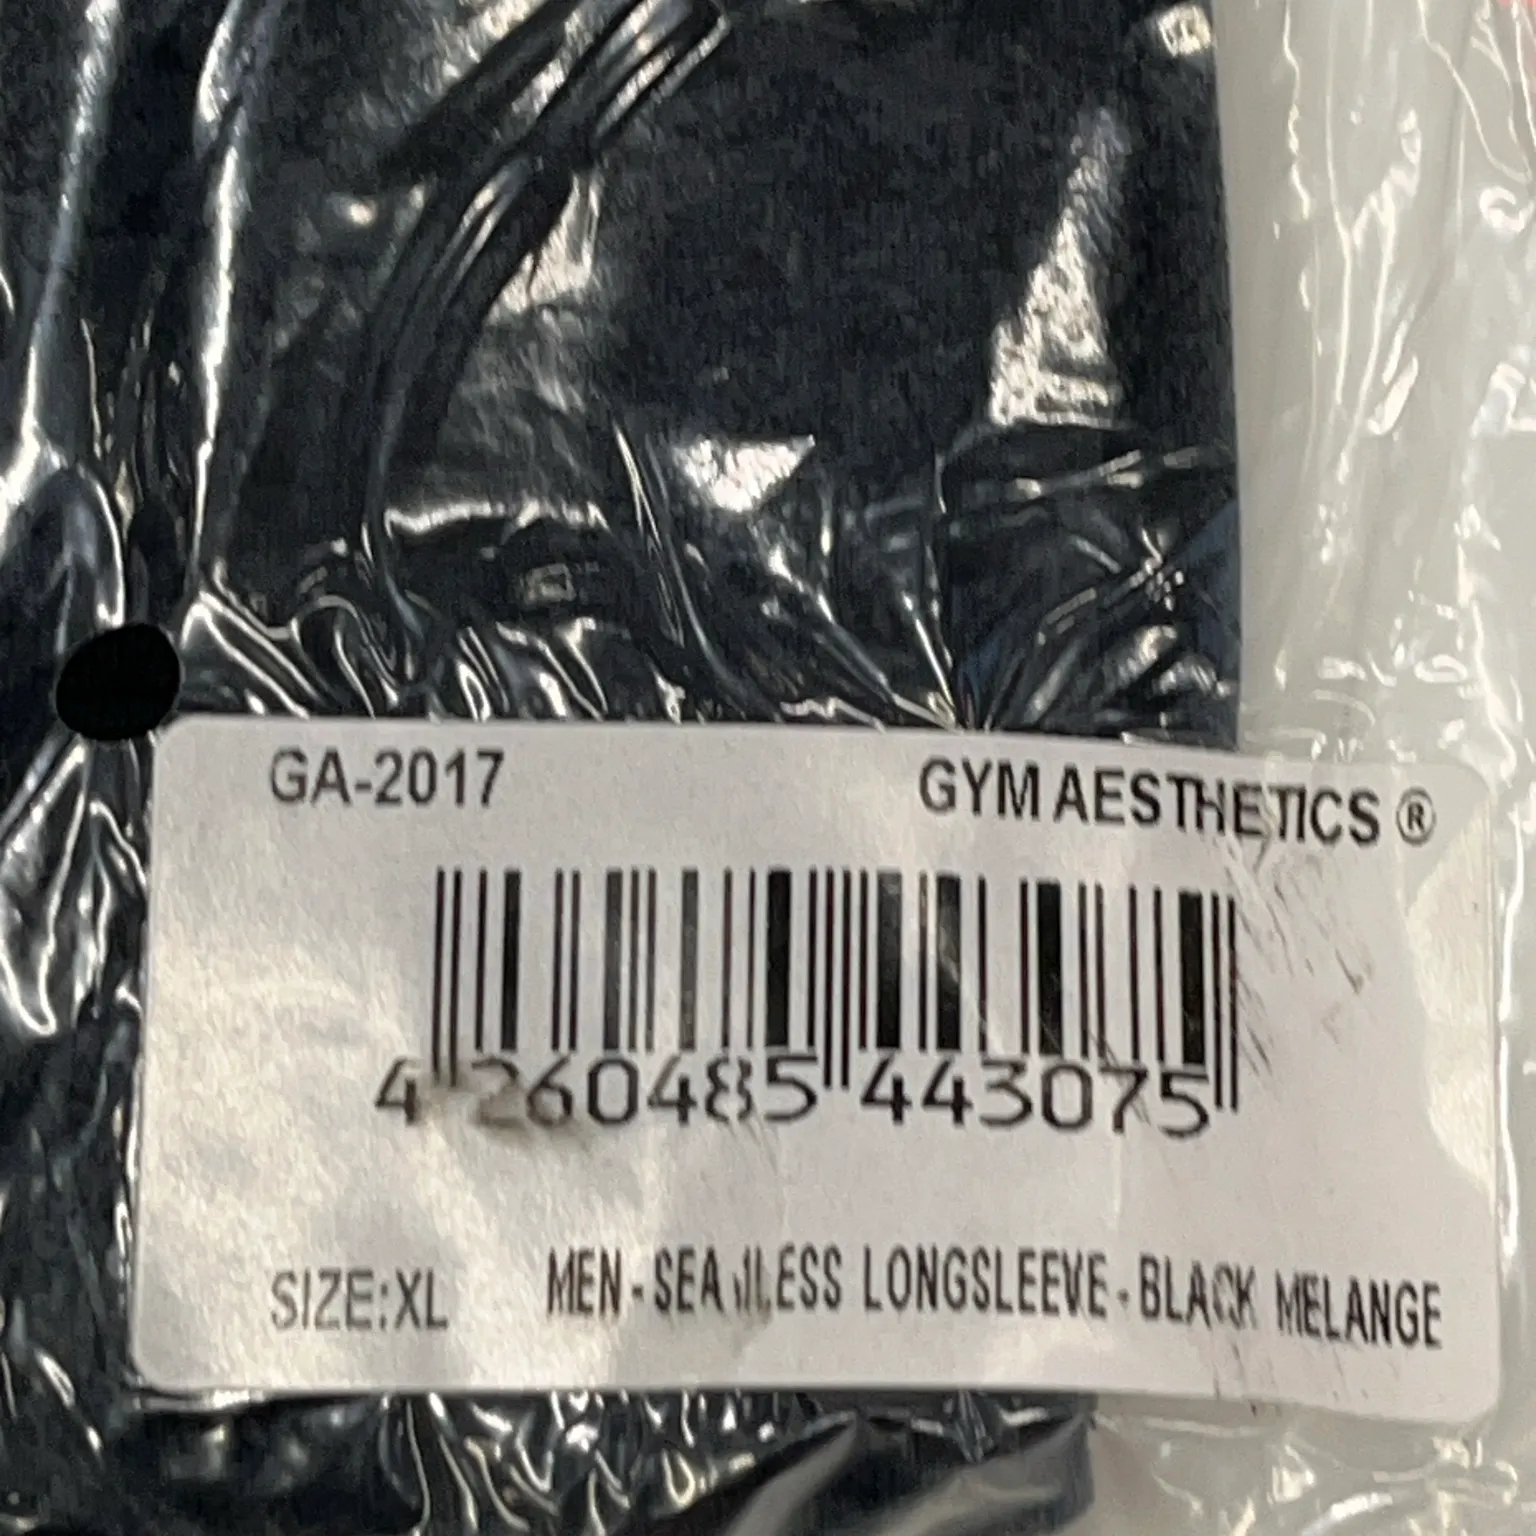 GA-2017
GYM AESTHETICS ®
4 260485 443075
SIZE:XL
MEN-SEAMLESS LONGSLEEVE-BLACK MELANGE